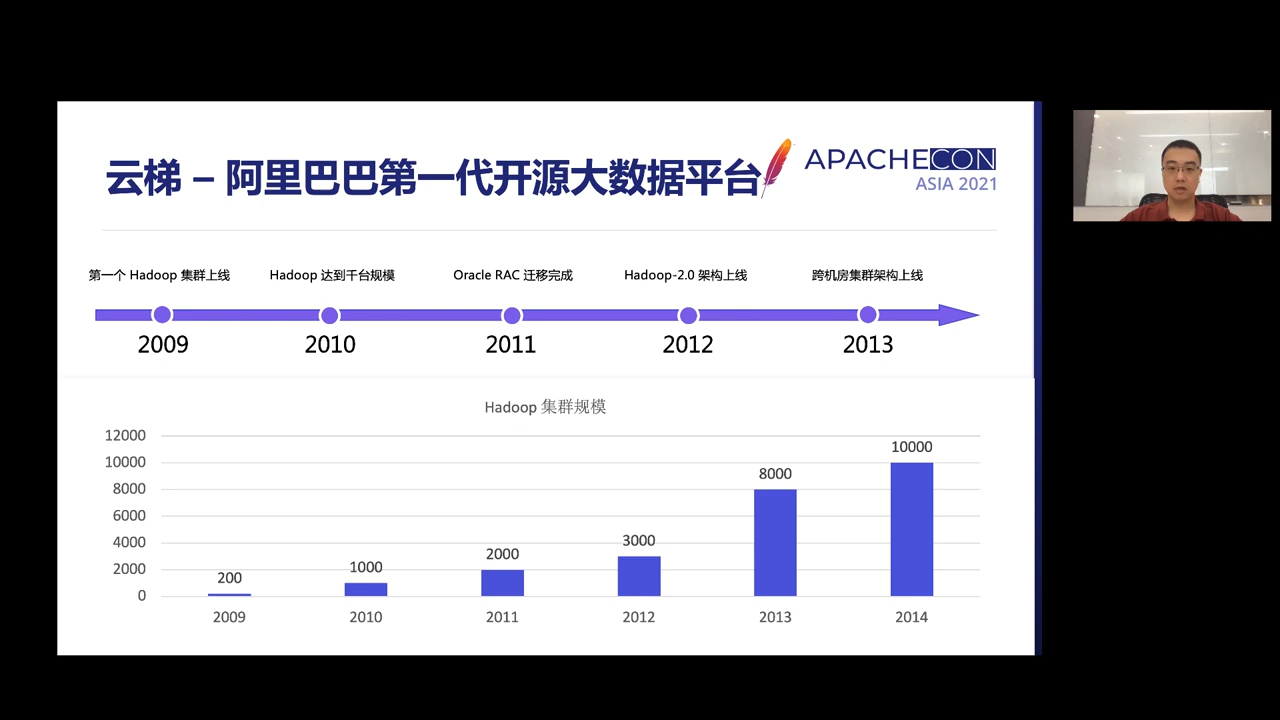 云梯 – 阿里巴巴第一代开源大数据平台
APACHECON
ASIA 2021
第一个 Hadoop 集群上线
Hadoop 达到千台规模
Oracle RAC 迁移完成
Hadoop-2.0 架构上线
跨机房集群架构上线
2009
2010
2011
2012
2013
Hadoop 集群规模
12000
10000
8000
6000
4000
2000
0
200
1000
2000
3000
8000
10000
2009
2010
2011
2012
2013
2014